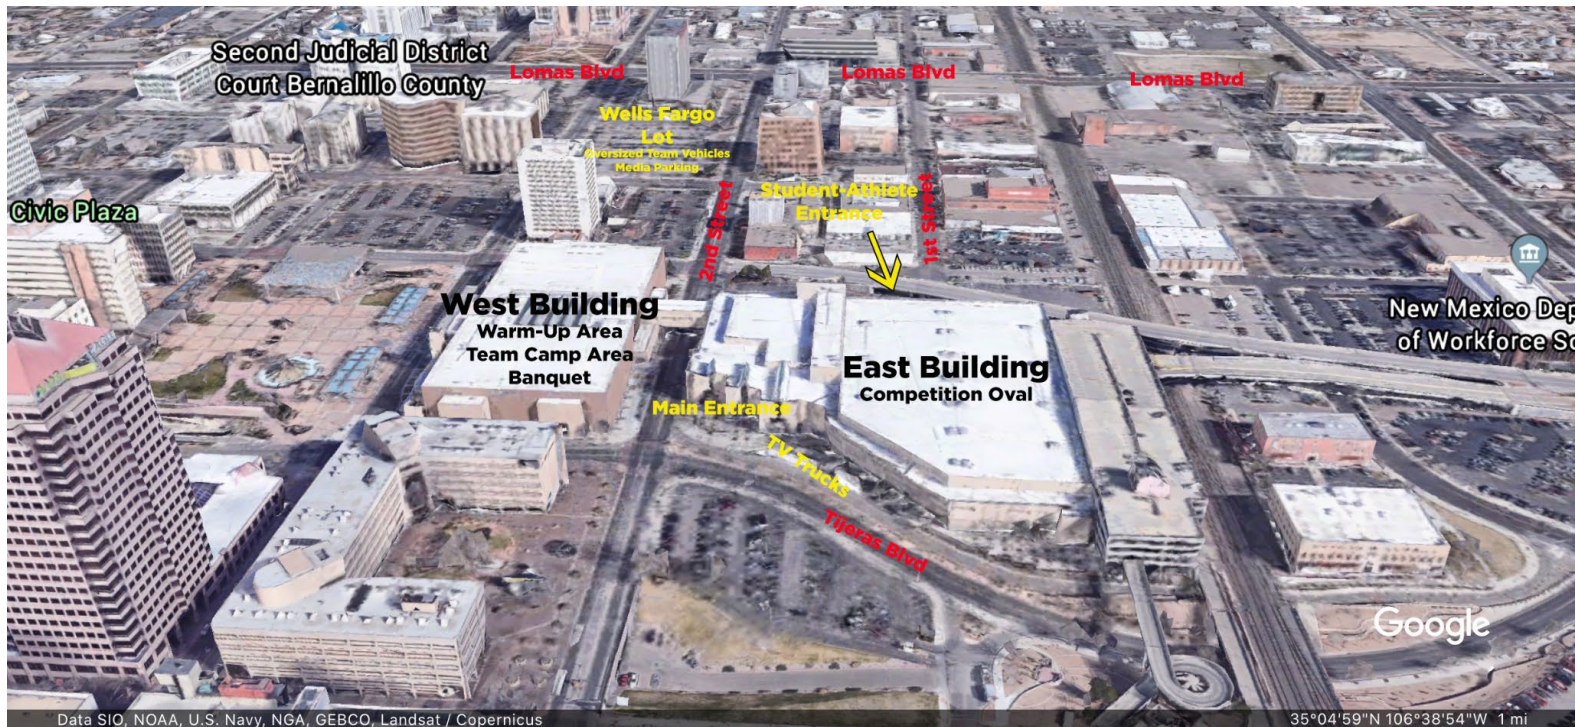 Second Judicial District
Court Bernalillo County
Lomas Blvd
Lomas Blvd
Lomas Blvd
Wells Fargo
Lot
Oversized Team Vehicles
Media Parking
Student-Athlete
Entrance
Civic Plaza
2nd Street
1st Street
West Building
Warm-Up Area
Team Camp Area
Banquet
East Building
Competition Oval
New Mexico Dep
of Workforce So
Main Entrance
TV Trucks
Tijeras Blvd
Google
Data SIO, NOAA, U.S. Navy, NGA, GEBCO, Landsat / Copernicus
35°04'59"N 106°38'54"W 1 mi